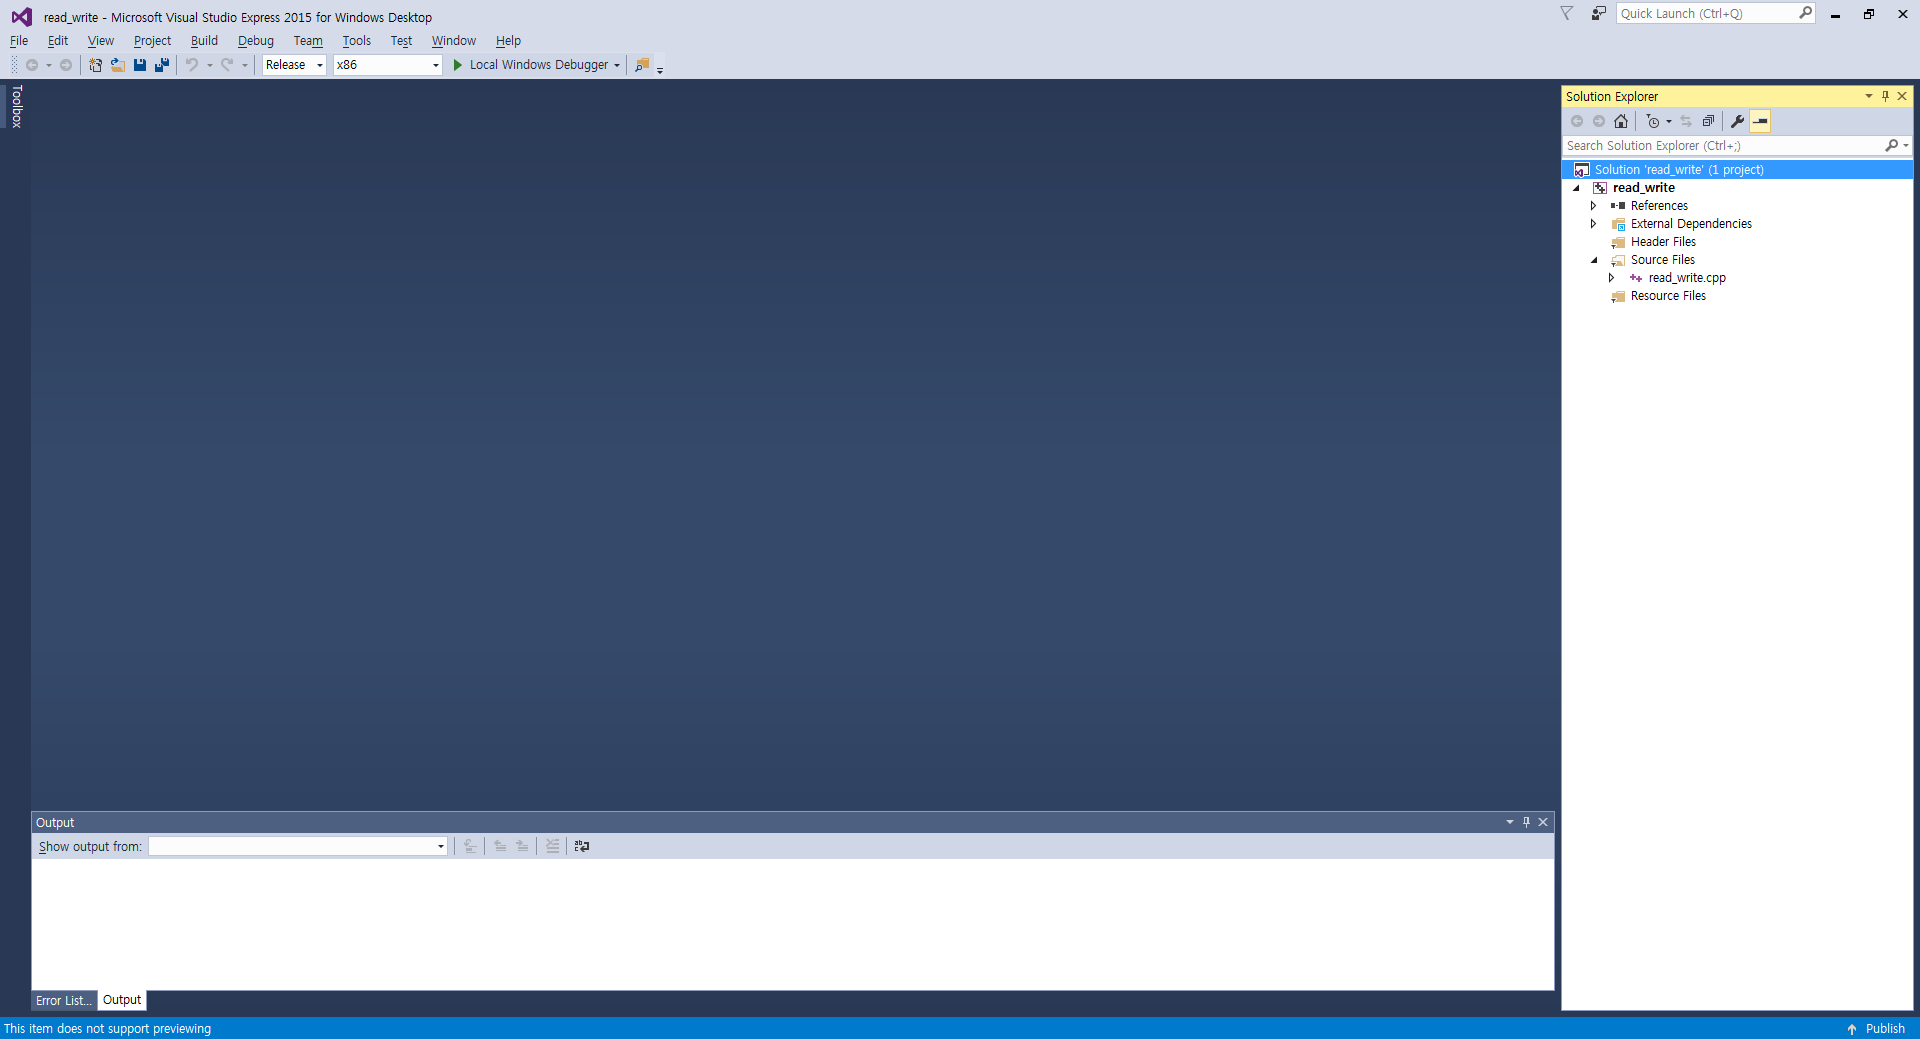 read_write - Microsoft Visual Studio Express 2015 for Windows Desktop
Quick Launch (Ctrl+Q)
File Edit View Project Build Debug Team Tools Test Window Help
Release x86 Local Windows Debugger
Toolbox
Solution Explorer
Search Solution Explorer (Ctrl+;)
Solution 'read_write' (1 project)
read_write
References
External Dependencies
Header Files
Source Files
read_write.cpp
Resource Files
Output
Show output from:
Error List... Output
This item does not support previewing
Publish